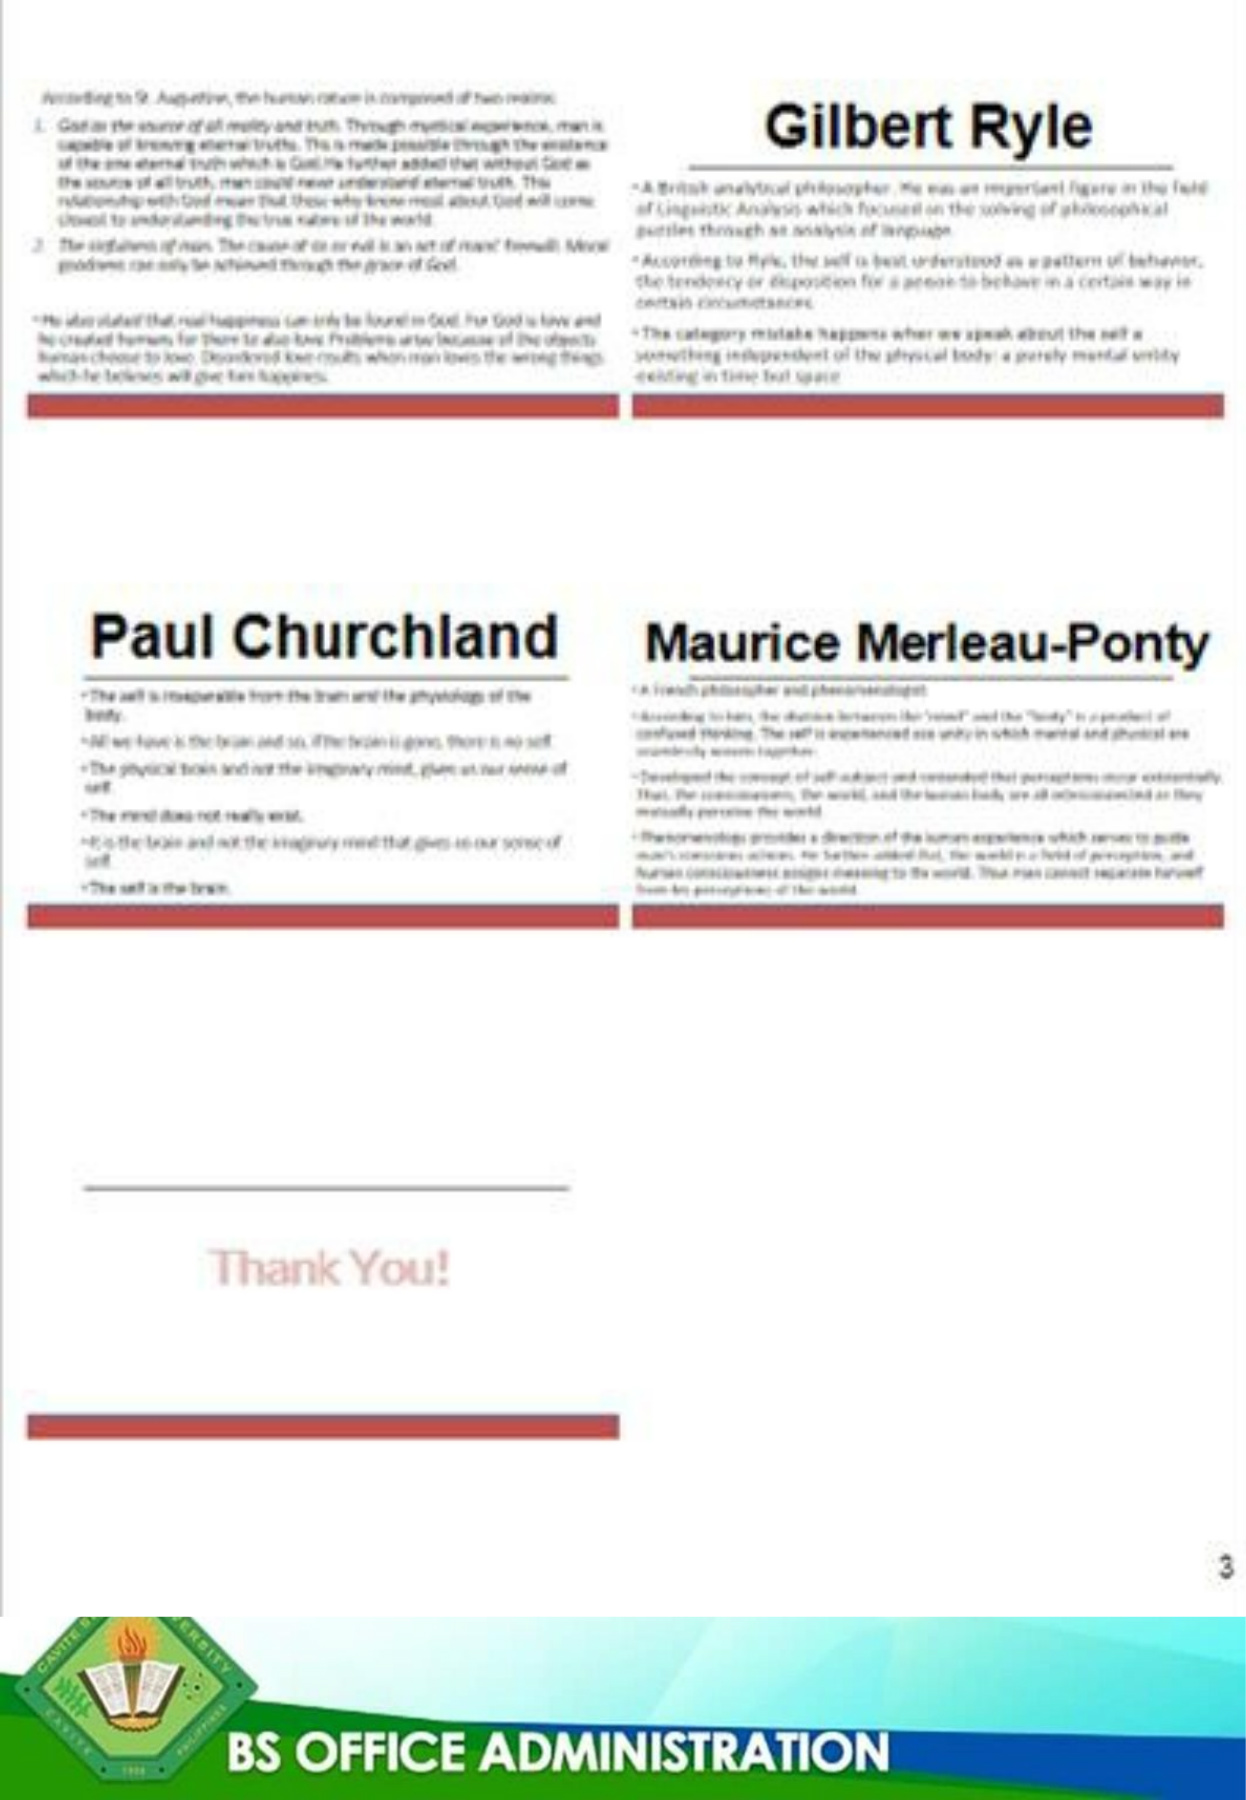 According to St. Augustine, the human nature is composed of two realms:
1. God as the source of all reality and truth. Through mystical experience, man is
capable of knowing eternal truths. This is made possible through the existence
of the one eternal truth which is God. He further added that without God as
the source of all truth, man could never understand eternal truth. This
relationship with God mean that those why know most about God will come
closest to understanding the true nature of the world.
2. The sinfulness of man. The cause of sin or evil is an act of mans' freewill. Moral
goodness can only be achieved through the grace of God.
•He also stated that real happiness can only be found in God. For God is love and
he created humans for them to also love. Problems arise because of the objects
human choose to love. Disordered love results when man loves the wrong things
which he believes will give him happiness.
Gilbert Ryle
•A British analytical philosopher. He was an important figure in the field
of Linguistic Analysis which focused on the solving of philosophical
puzzles through an analysis of language.
•According to Ryle, the self is best understood as a pattern of behavior,
the tendency or disposition for a person to behave in a certain way in
certain circumstances.
•The category mistake happens when we speak about the self a
something independent of the physical body: a purely mental entity
existing in time but space
Paul Churchland
•The self is inseparable from the brain and the physiology of the
body.
•All we have is the brain and so, if the brain is gone, there is no self.
•The physical brain and not the imaginary mind, gives us our sense of
self.
•The mind does not really exist.
•It is the brain and not the imaginary mind that gives us our sense of
self.
•The self is the brain.
Maurice Merleau-Ponty
•A French philosopher and phenomenologist.
•According to him, the division between the "mind" and the "body" is a product of
confused thinking. The self is experienced as a unity in which mental and physical are
seamlessly woven together.
•Developed the concept of self-subject and contended that perceptions occur existentially.
Thus, the consciousness, the world, and the human body are all interconnected as they
mutually perceive the world.
•Phenomenology provides a direction of the human experience which serves to guide
man's conscious actions. He further added that, the world is a field of perception, and
human consciousness assigns meaning to the world. Thus man cannot separate himself
from his perceptions of the world.
Thank You!
3
CAVITE UNIVERSITY
CAVITE PHILIPPINES
1906
BS OFFICE ADMINISTRATION